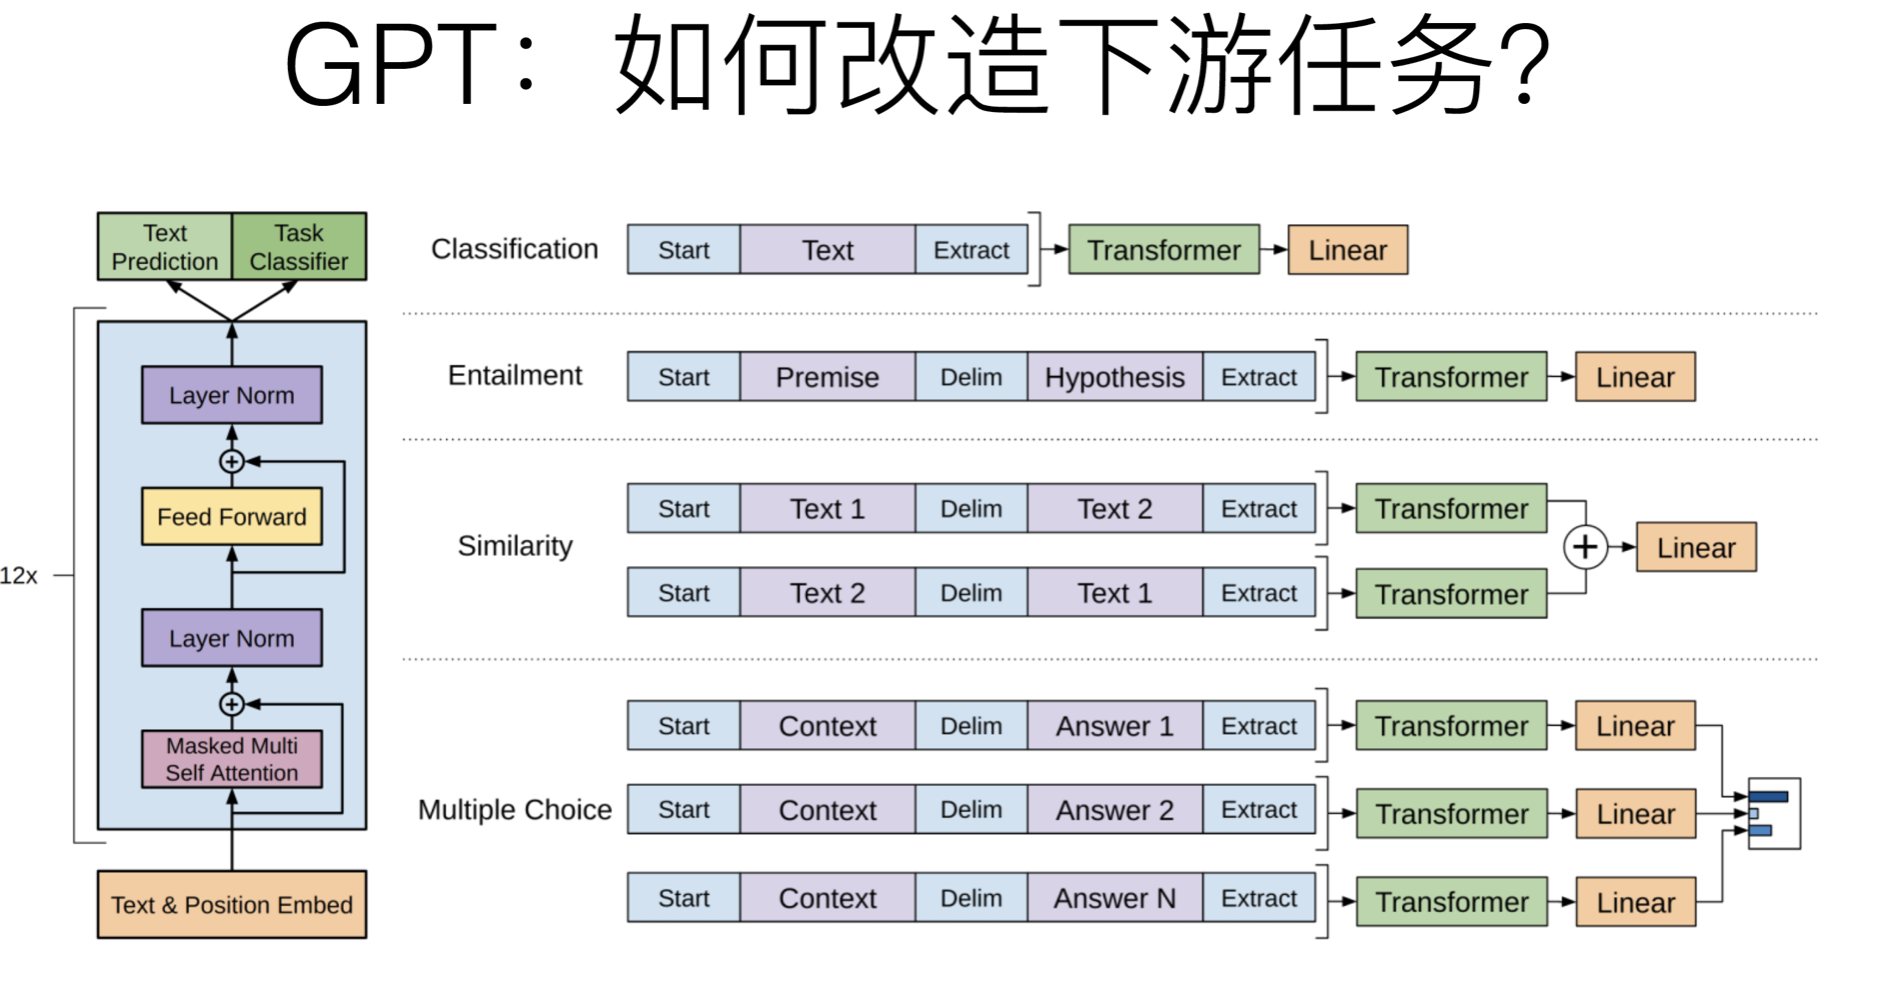 GPT：如何改造下游任务？
Text Prediction
Task Classifier
12x
Layer Norm
Feed Forward
Layer Norm
Masked Multi Self Attention
Text & Position Embed
Classification Start Text Extract Transformer Linear
Entailment Start Premise Delim Hypothesis Extract Transformer Linear
Similarity
Start Text 1 Delim Text 2 Extract Transformer
Start Text 2 Delim Text 1 Extract Transformer
+ Linear
Multiple Choice
Start Context Delim Answer 1 Extract Transformer Linear
Start Context Delim Answer 2 Extract Transformer Linear
Start Context Delim Answer N Extract Transformer Linear